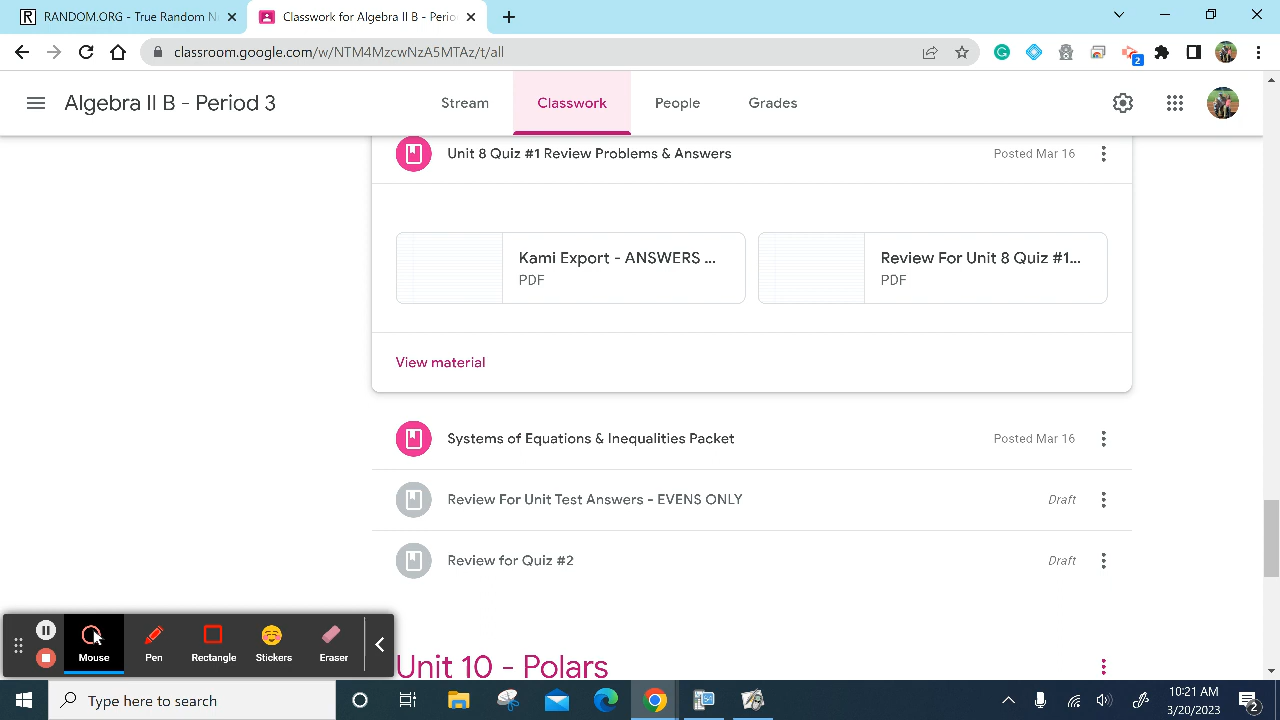 RANDOM.ORG - True Random N
Classwork for Algebra II B - Perio
classroom.google.com/w/NTM4MzcwNzA5MTAz/t/all
2
Algebra II B - Period 3
Stream
Classwork
People
Grades
Unit 8 Quiz #1 Review Problems & Answers
Posted Mar 16
Kami Export - ANSWERS ...
PDF
Review For Unit 8 Quiz #1...
PDF
View material
Systems of Equations & Inequalities Packet
Posted Mar 16
Review For Unit Test Answers - EVENS ONLY
Draft
Review for Quiz #2
Draft
Unit 10 - Polars
Mouse
Pen
Rectangle
Stickers
Eraser
Type here to search
10:21 AM
3/20/2023
2